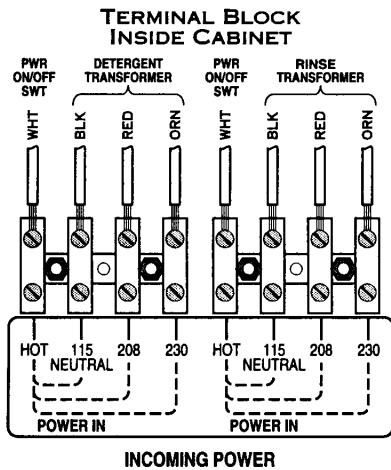 TERMINAL BLOCK
INSIDE CABINET
PWR
ON/OFF
SWT
DETERGENT
TRANSFORMER
PWR
ON/OFF
SWT
RINSE
TRANSFORMER
WHT
BLK
RED
ORN
WHT
BLK
RED
ORN
HOT 115 208 230 HOT 115 208 230
NEUTRAL NEUTRAL
POWER IN POWER IN
INCOMING POWER